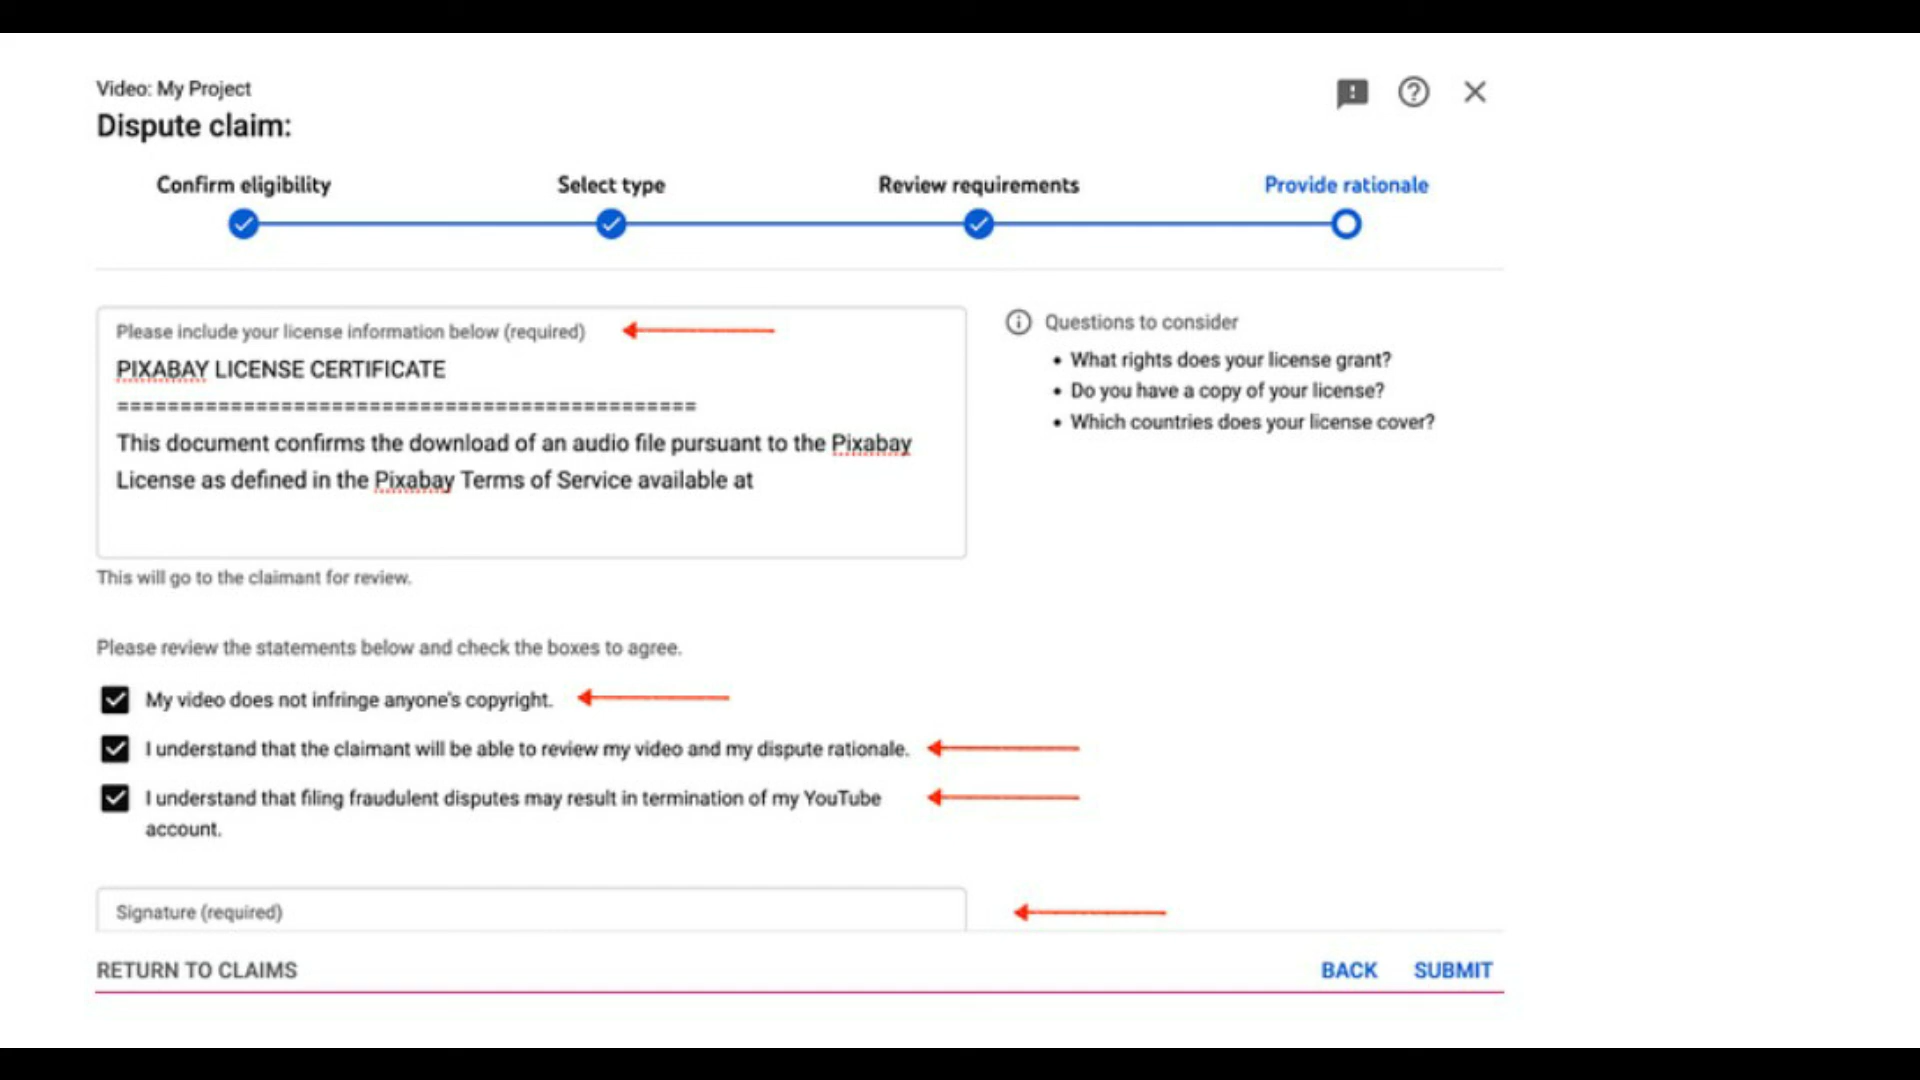 Video: My Project
Dispute claim:
Confirm eligibility
Select type
Review requirements
Provide rationale
Please include your license information below (required)
PIXABAY LICENSE CERTIFICATE
==============================================
This document confirms the download of an audio file pursuant to the Pixabay
License as defined in the Pixabay Terms of Service available at
This will go to the claimant for review.
Questions to consider
• What rights does your license grant?
• Do you have a copy of your license?
• Which countries does your license cover?
Please review the statements below and check the boxes to agree.
My video does not infringe anyone's copyright.
I understand that the claimant will be able to review my video and my dispute rationale.
I understand that filing fraudulent disputes may result in termination of my YouTube
account.
Signature (required)
RETURN TO CLAIMS
BACK
SUBMIT